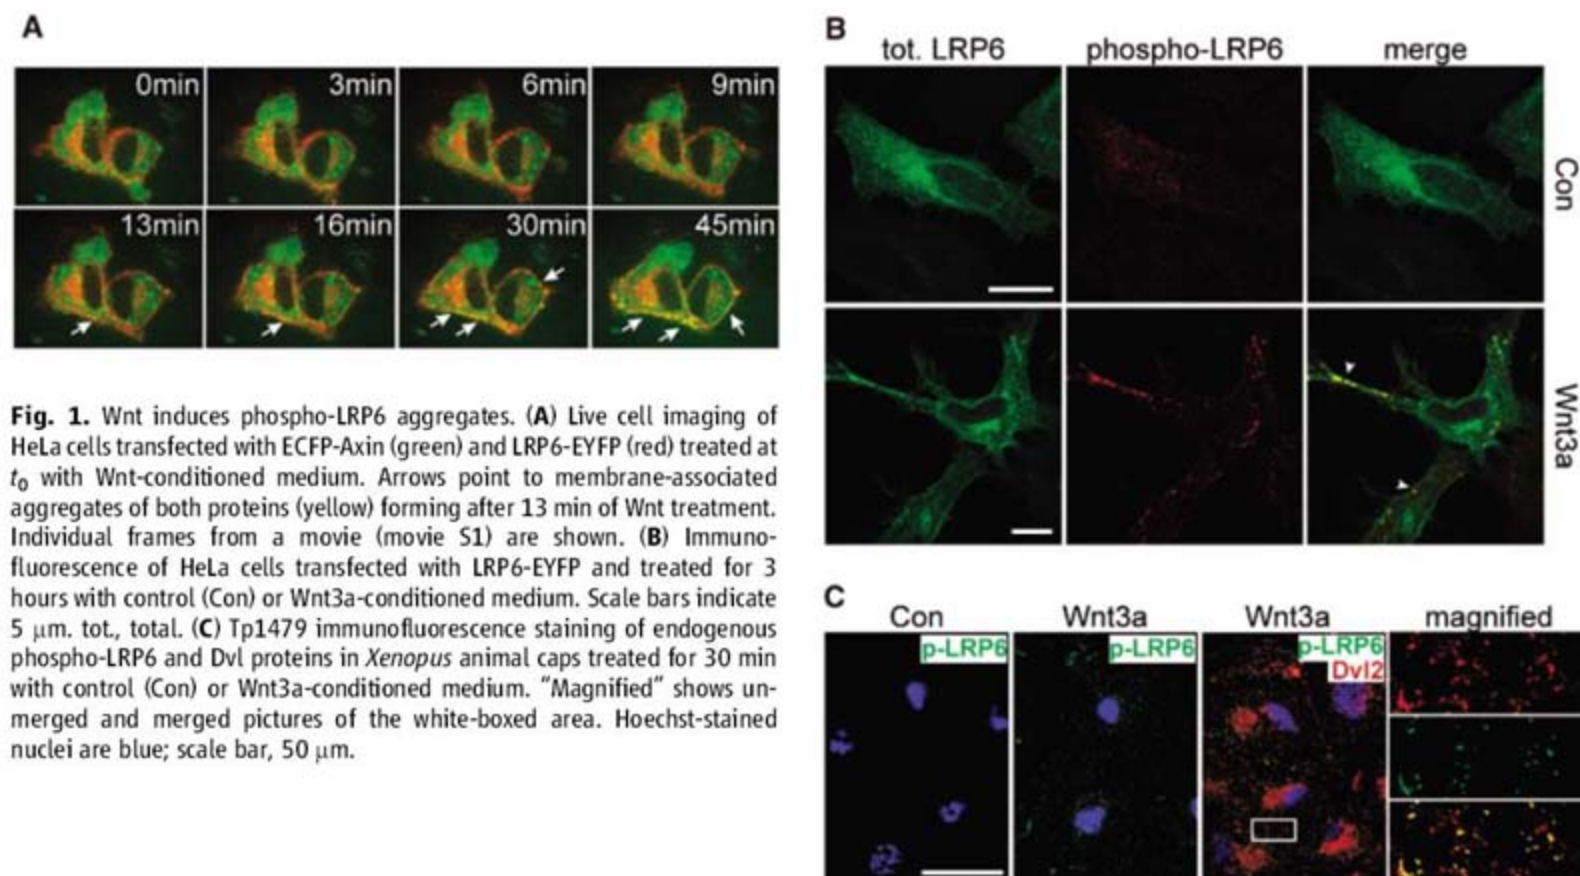 A
0min
3min
6min
9min
13min
16min
30min
45min
Fig. 1. Wnt induces phospho-LRP6 aggregates. (A) Live cell imaging of
HeLa cells transfected with ECFP-Axin (green) and LRP6-EYFP (red) treated at
t0 with Wnt-conditioned medium. Arrows point to membrane-associated
aggregates of both proteins (yellow) forming after 13 min of Wnt treatment.
Individual frames from a movie (movie S1) are shown. (B) Immuno-
fluorescence of HeLa cells transfected with LRP6-EYFP and treated for 3
hours with control (Con) or Wnt3a-conditioned medium. Scale bars indicate
5 μm. tot., total. (C) Tp1479 immunofluorescence staining of endogenous
phospho-LRP6 and Dvl proteins in Xenopus animal caps treated for 30 min
with control (Con) or Wnt3a-conditioned medium. "Magnified" shows un-
merged and merged pictures of the white-boxed area. Hoechst-stained
nuclei are blue; scale bar, 50 μm.
B
tot. LRP6
phospho-LRP6
merge
Con
Wnt3a
C
Con
Wnt3a
Wnt3a
magnified
p-LRP6
p-LRP6
p-LRP6
Dvl2